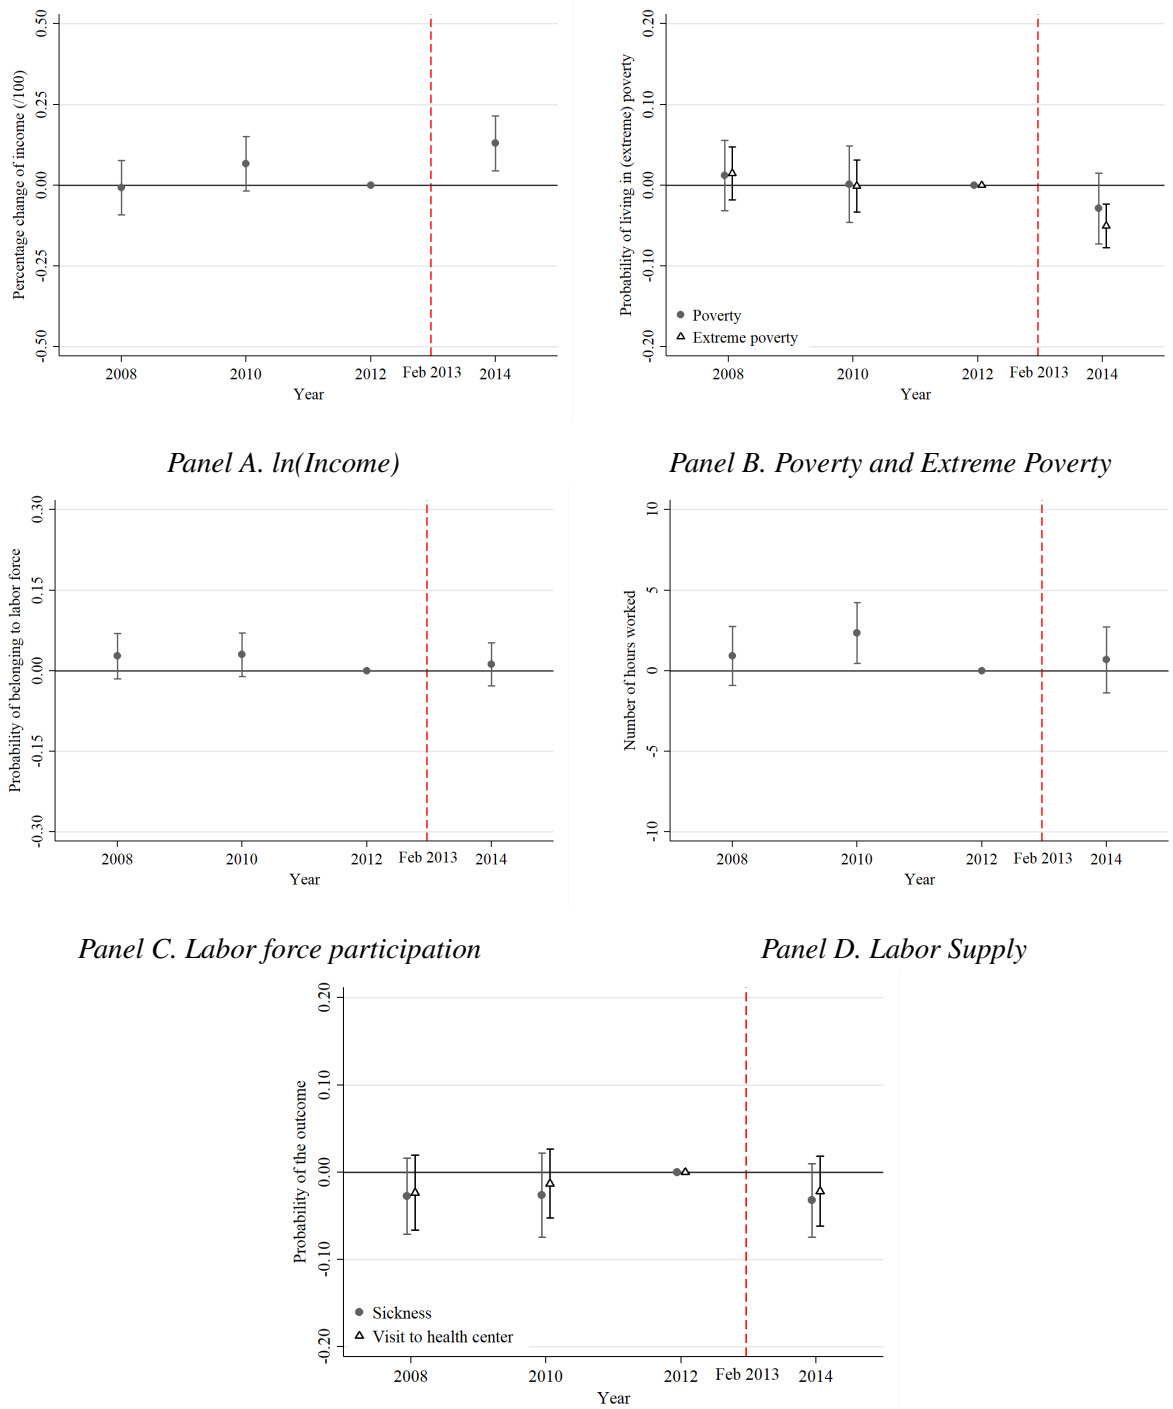 Percentage change of income (/100)
0.50
0.25
0.00
-0.25
-0.50
2008 2010 2012 Feb 2013 2014
Year
Panel A. ln(Income)
Probability of living in (extreme) poverty
0.20
0.10
0.00
-0.10
-0.20
Poverty
Extreme poverty
2008 2010 2012 Feb 2013 2014
Year
Panel B. Poverty and Extreme Poverty
Probability of belonging to labor force
0.30
0.15
0.00
-0.15
-0.30
2008 2010 2012 Feb 2013 2014
Year
Panel C. Labor force participation
Number of hours worked
10
5
0
-5
-10
2008 2010 2012 Feb 2013 2014
Year
Panel D. Labor Supply
Probability of the outcome
0.20
0.10
0.00
-0.10
-0.20
Sickness
Visit to health center
2008 2010 2012 Feb 2013 2014
Year